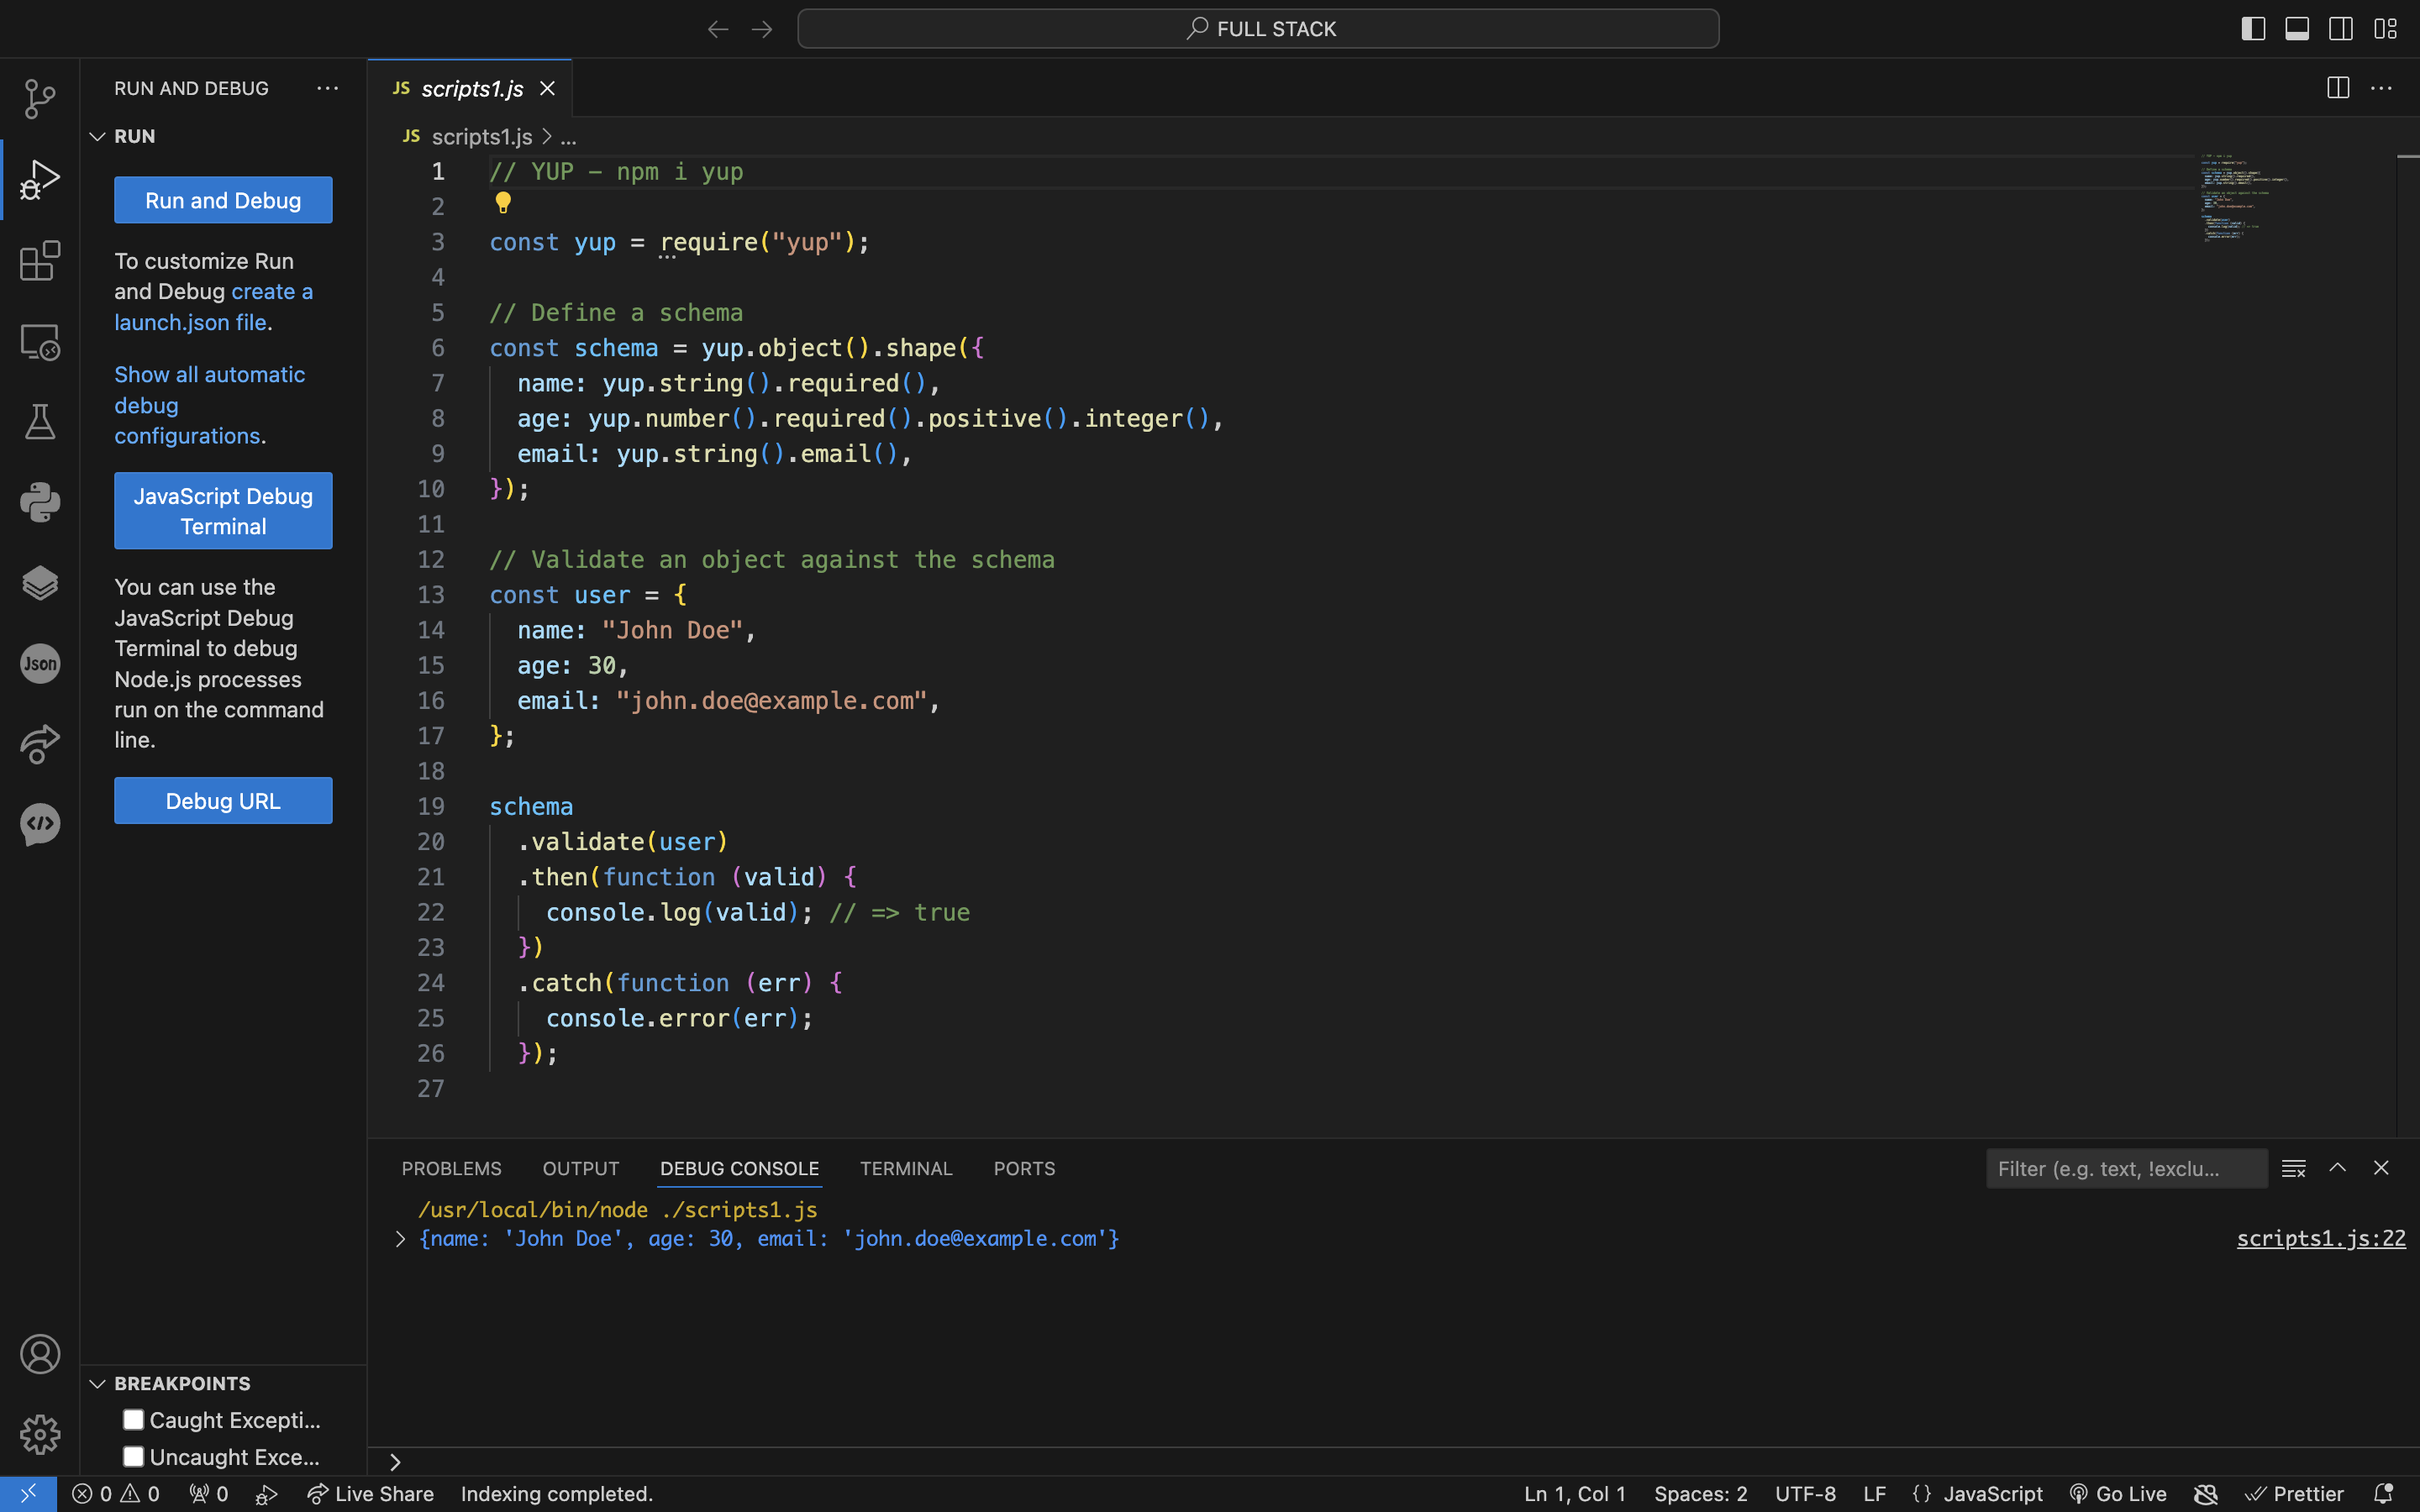 FULL STACK
RUN AND DEBUG
RUN
Run and Debug
To customize Run
and Debug create a
launch.json file.
Show all automatic
debug
configurations.
JavaScript Debug
Terminal
You can use the
JavaScript Debug
Terminal to debug
Node.js processes
run on the command
line.
Debug URL
BREAKPOINTS
Caught Excepti...
Uncaught Exce...
Json
JS scripts1.js
JS scripts1.js > ...
1 // YUP - npm i yup
2
3 const yup = require("yup");
4
5 // Define a schema
6 const schema = yup.object().shape({
7 name: yup.string().required(),
8 age: yup.number().required().positive().integer(),
9 email: yup.string().email(),
10 });
11
12 // Validate an object against the schema
13 const user = {
14 name: "John Doe",
15 age: 30,
16 email: "john.doe@example.com",
17 };
18
19 schema
20 .validate(user)
21 .then(function (valid) {
22 console.log(valid); // => true
23 })
24 .catch(function (err) {
25 console.error(err);
26 });
27
PROBLEMS OUTPUT DEBUG CONSOLE TERMINAL PORTS Filter (e.g. text, !exclu...
/usr/local/bin/node ./scripts1.js
> {name: 'John Doe', age: 30, email: 'john.doe@example.com'} scripts1.js:22
>
0 0 0 Live Share Indexing completed. Ln 1, Col 1 Spaces: 2 UTF-8 LF {} JavaScript Go Live Prettier